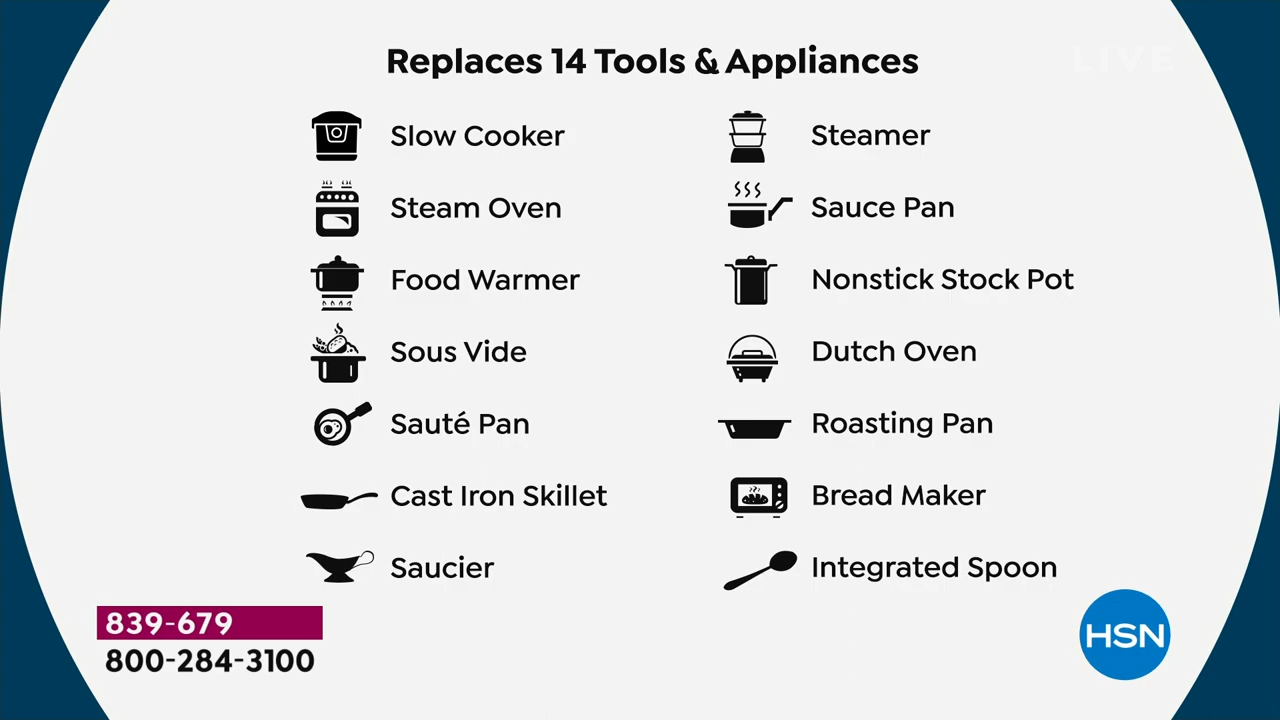 Replaces 14 Tools & Appliances
LIVE
Slow Cooker
Steamer
Steam Oven
Sauce Pan
Food Warmer
Nonstick Stock Pot
Sous Vide
Dutch Oven
Sauté Pan
Roasting Pan
Cast Iron Skillet
Bread Maker
Saucier
Integrated Spoon
839-679
800-284-3100
HSN